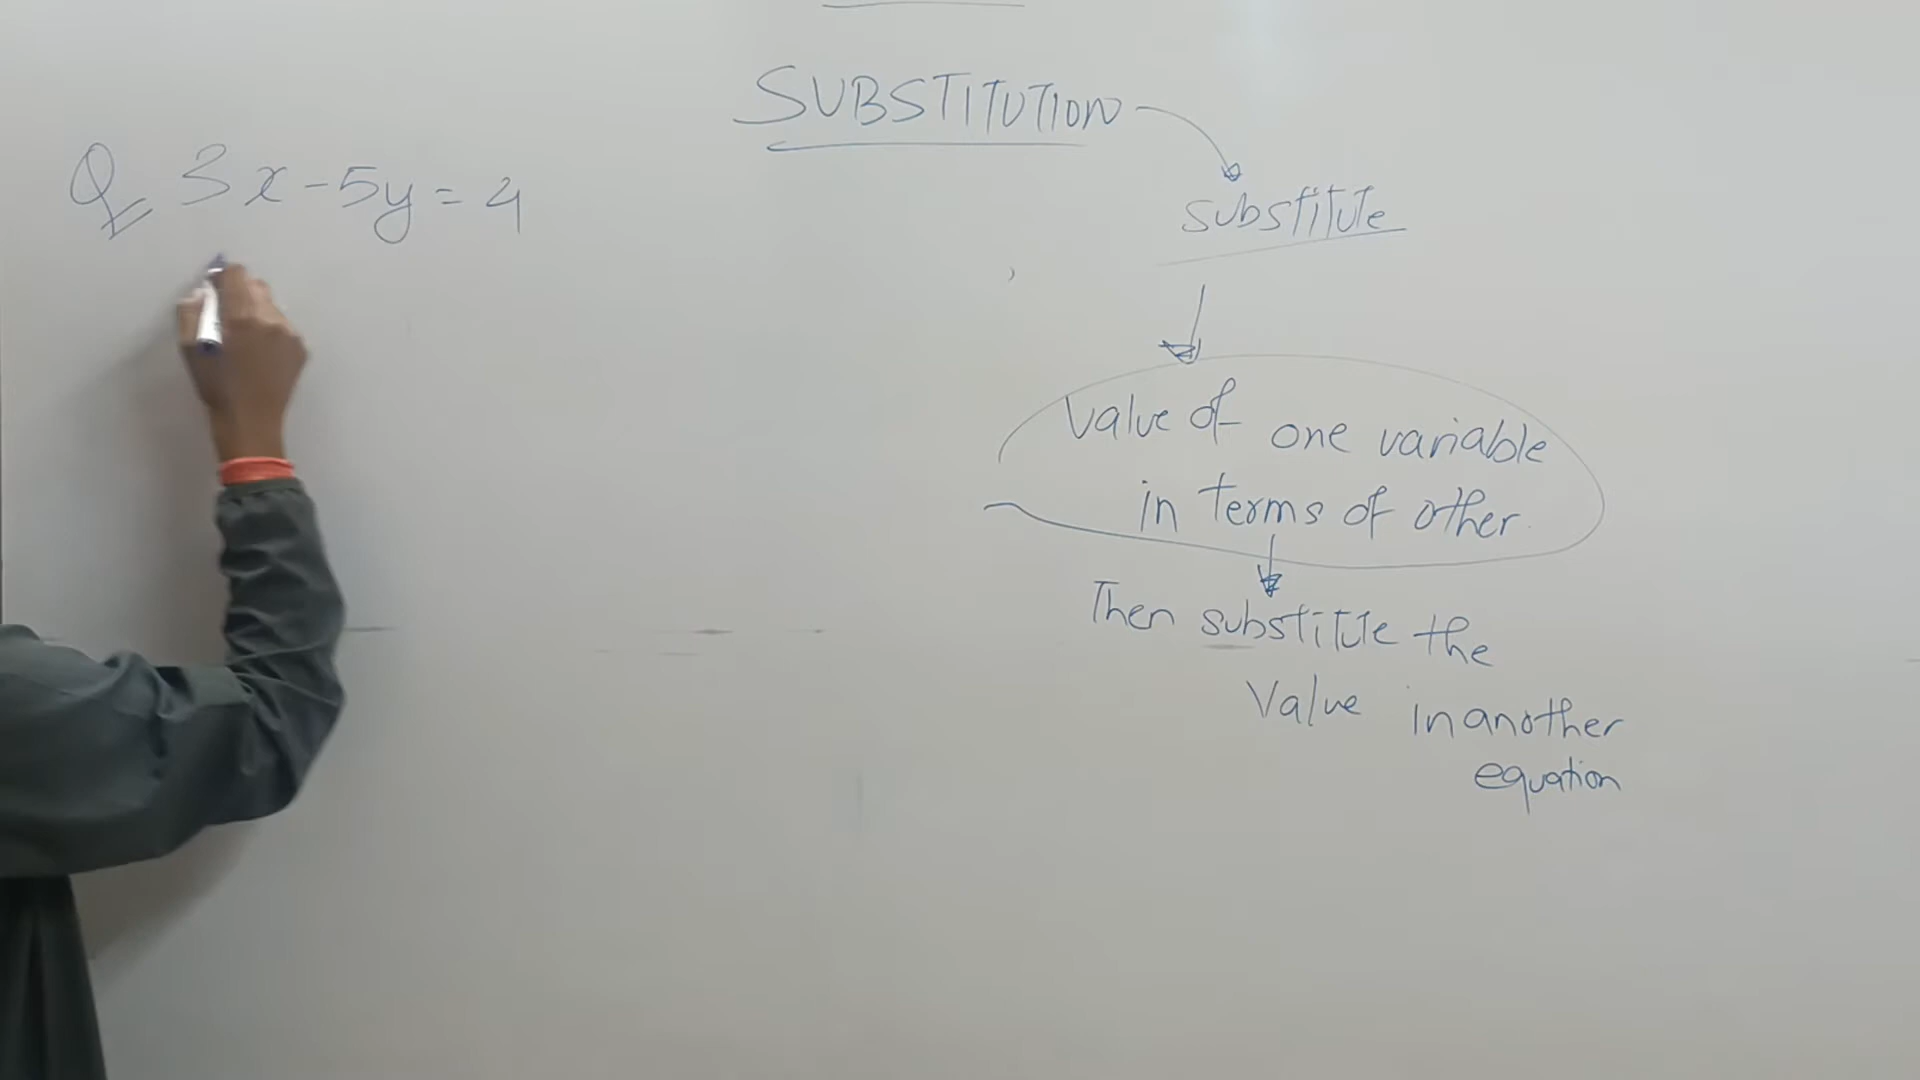 SUBSTITUTION
Q 3x - 5y = 4
substitute
Value of one variable
in terms of other.
Then substitute the
Value in another
equation